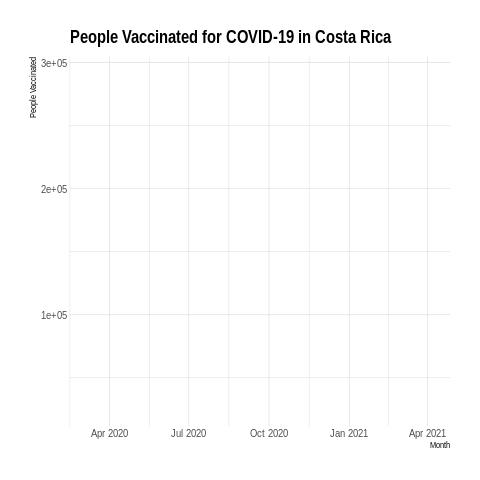 People Vaccinated for COVID-19 in Costa Rica
People Vaccinated
3e+05
2e+05
1e+05
Apr 2020 Jul 2020 Oct 2020 Jan 2021 Apr 2021
Month